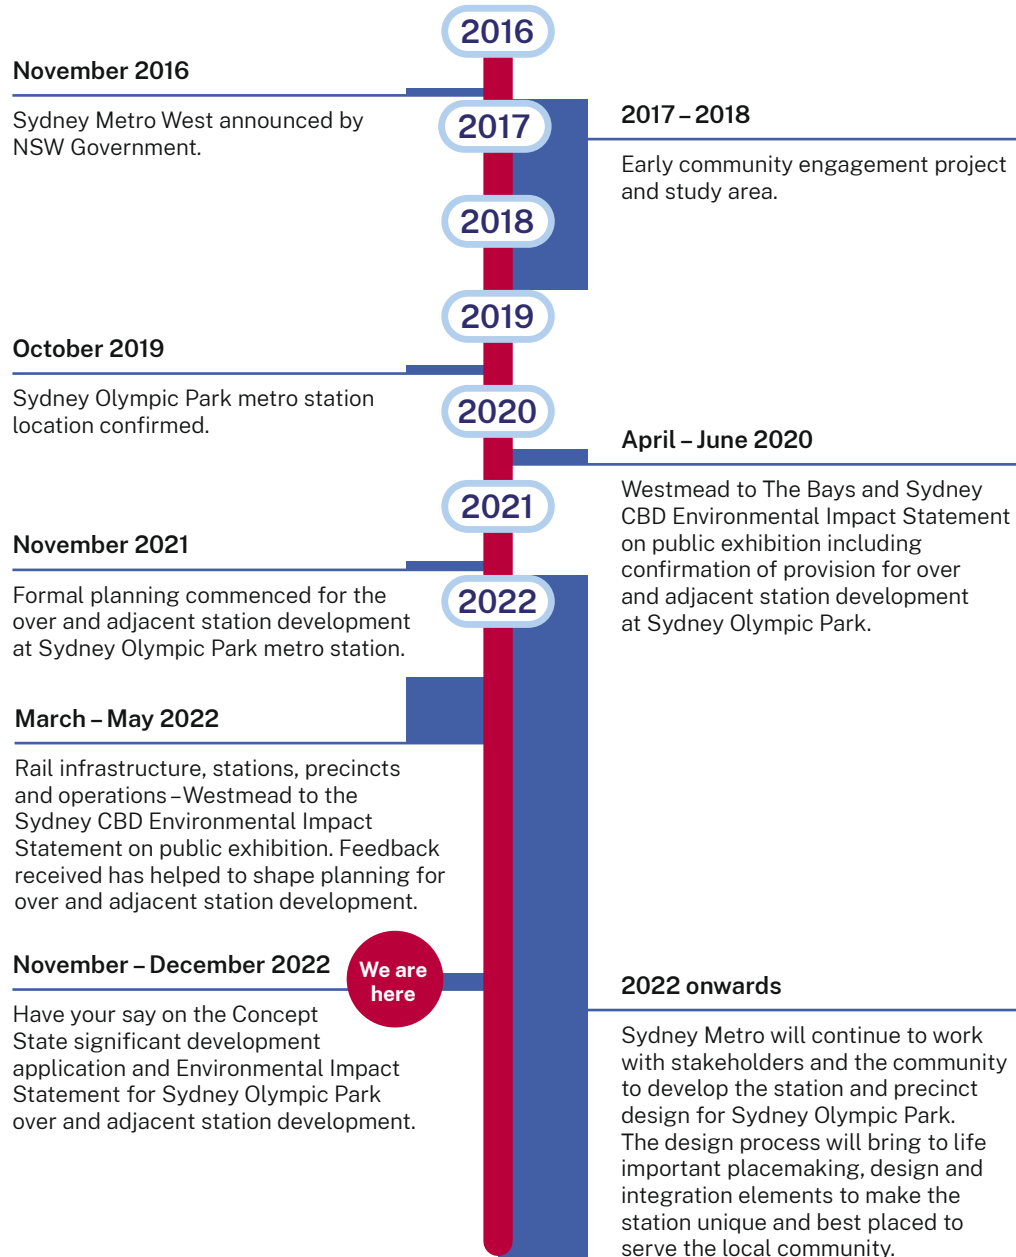 2016
November 2016
Sydney Metro West announced by
NSW Government.
2017
2017 – 2018
Early community engagement project
and study area.
2018
2019
October 2019
Sydney Olympic Park metro station
location confirmed.
2020
April – June 2020
Westmead to The Bays and Sydney
CBD Environmental Impact Statement
on public exhibition including
confirmation of provision for over
and adjacent station development
at Sydney Olympic Park.
2021
November 2021
Formal planning commenced for the
over and adjacent station development
at Sydney Olympic Park metro station.
2022
March – May 2022
Rail infrastructure, stations, precincts
and operations – Westmead to the
Sydney CBD Environmental Impact
Statement on public exhibition. Feedback
received has helped to shape planning for
over and adjacent station development.
November – December 2022
We are
here
Have your say on the Concept
State significant development
application and Environmental Impact
Statement for Sydney Olympic Park
over and adjacent station development.
2022 onwards
Sydney Metro will continue to work
with stakeholders and the community
to develop the station and precinct
design for Sydney Olympic Park.
The design process will bring to life
important placemaking, design and
integration elements to make the
station unique and best placed to
serve the local community.